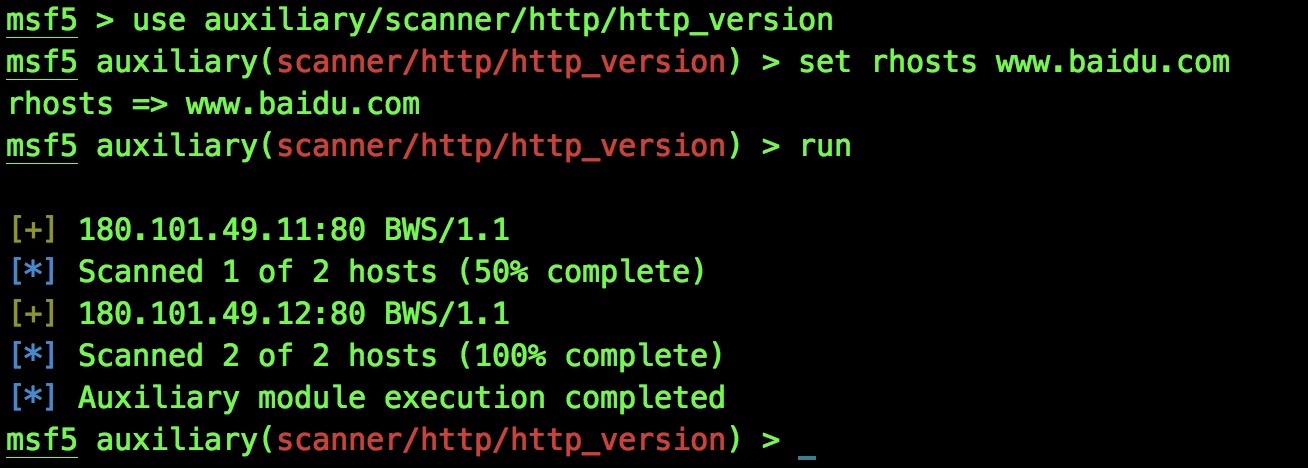 msf5 > use auxiliary/scanner/http/http_version
msf5 auxiliary(scanner/http/http_version) > set rhosts www.baidu.com
rhosts => www.baidu.com
msf5 auxiliary(scanner/http/http_version) > run
[+] 180.101.49.11:80 BWS/1.1
[*] Scanned 1 of 2 hosts (50% complete)
[+] 180.101.49.12:80 BWS/1.1
[*] Scanned 2 of 2 hosts (100% complete)
[*] Auxiliary module execution completed
msf5 auxiliary(scanner/http/http_version) > _